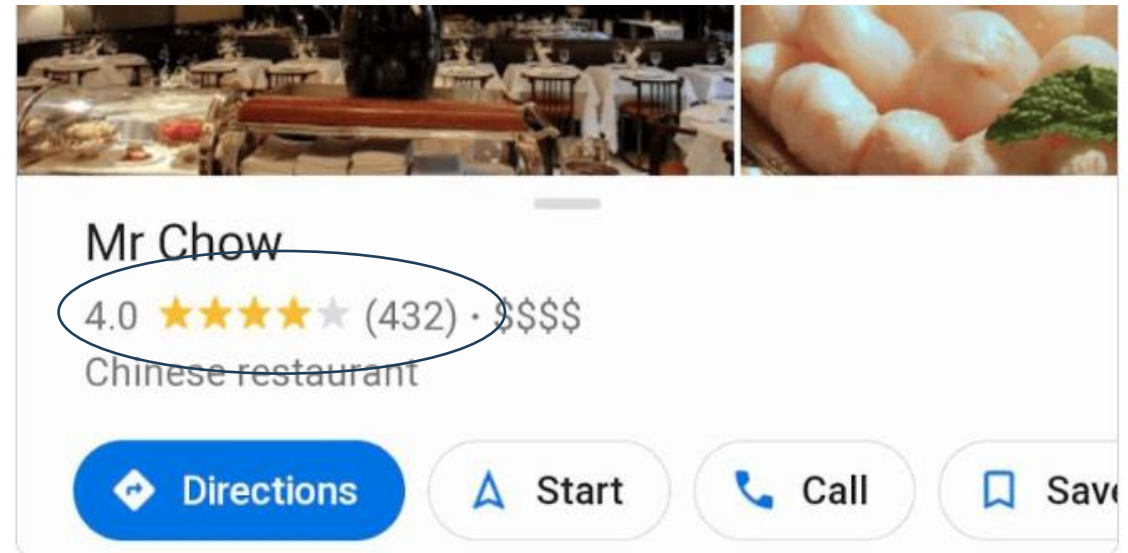 Mr Chow
4.0 ★★★★★ (432) · $$$$
Chinese restaurant
Directions Start Call Save